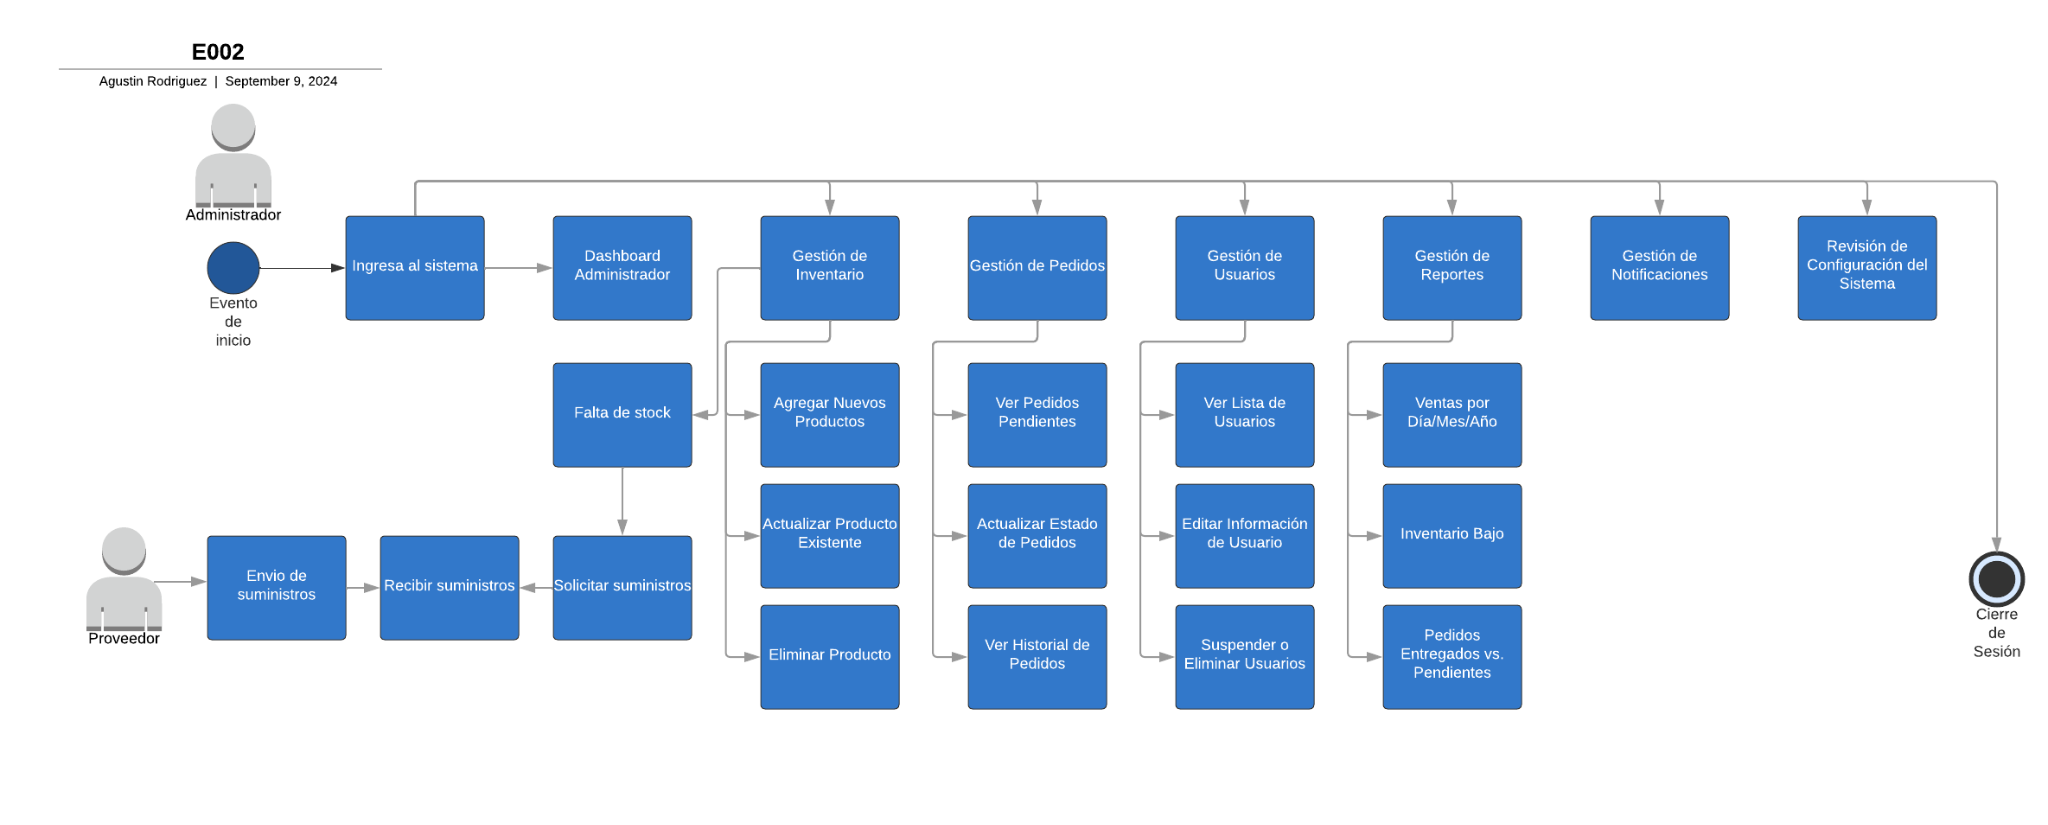 E002
Agustin Rodriguez | September 9, 2024
Administrador
Evento
de
inicio
Ingresa al sistema
Dashboard
Administrador
Gestión de
Inventario
Gestión de Pedidos
Gestión de
Usuarios
Gestión de
Reportes
Gestión de
Notificaciones
Revisión de
Configuración del
Sistema
Falta de stock
Agregar Nuevos
Productos
Ver Pedidos
Pendientes
Ver Lista de
Usuarios
Ventas por
Día/Mes/Año
Proveedor
Envio de
suministros
Recibir suministros
Solicitar suministros
Actualizar Producto
Existente
Actualizar Estado
de Pedidos
Editar Información
de Usuario
Inventario Bajo
Cierre
de
Sesión
Eliminar Producto
Ver Historial de
Pedidos
Suspender o
Eliminar Usuarios
Pedidos
Entregados vs.
Pendientes